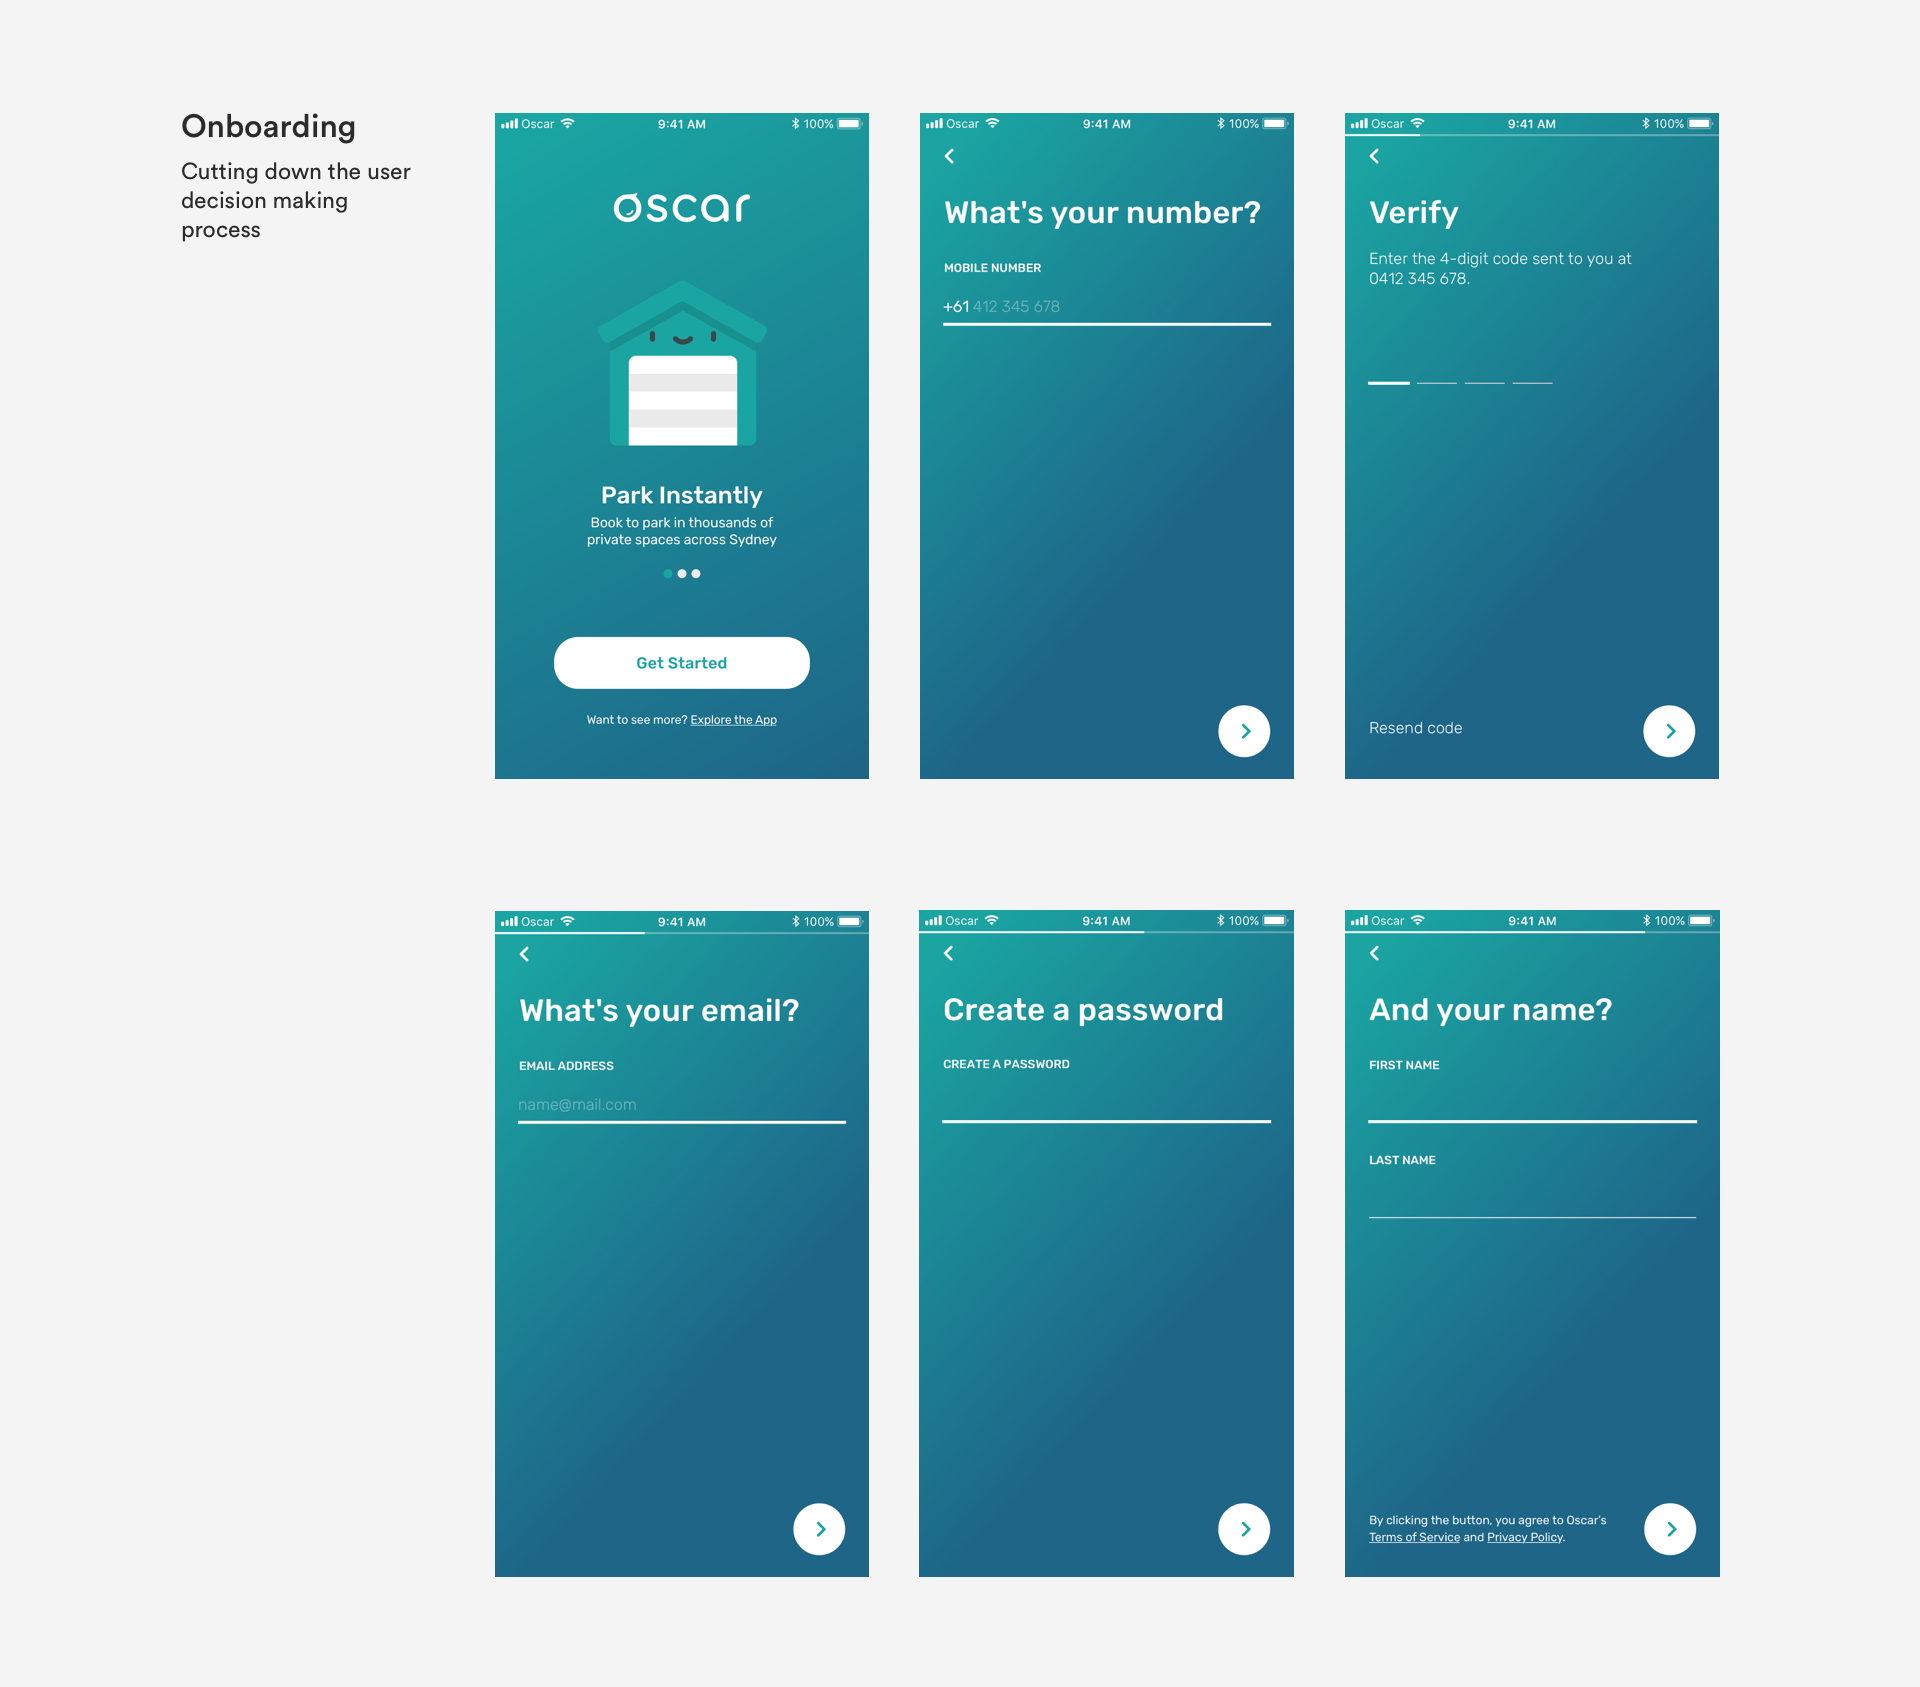 Onboarding
Cutting down the user
decision making
process
Oscar 9:41 AM 100%
oscar
Park Instantly
Book to park in thousands of
private spaces across Sydney
Get Started
Want to see more? Explore the App
Oscar 9:41 AM 100%
What's your number?
MOBILE NUMBER
+61 412 345 678
Oscar 9:41 AM 100%
Verify
Enter the 4-digit code sent to you at
0412 345 678.
Resend code
Oscar 9:41 AM 100%
What's your email?
EMAIL ADDRESS
name@mail.com
Oscar 9:41 AM 100%
Create a password
CREATE A PASSWORD
Oscar 9:41 AM 100%
And your name?
FIRST NAME
LAST NAME
By clicking the button, you agree to Oscar's
Terms of Service and Privacy Policy.